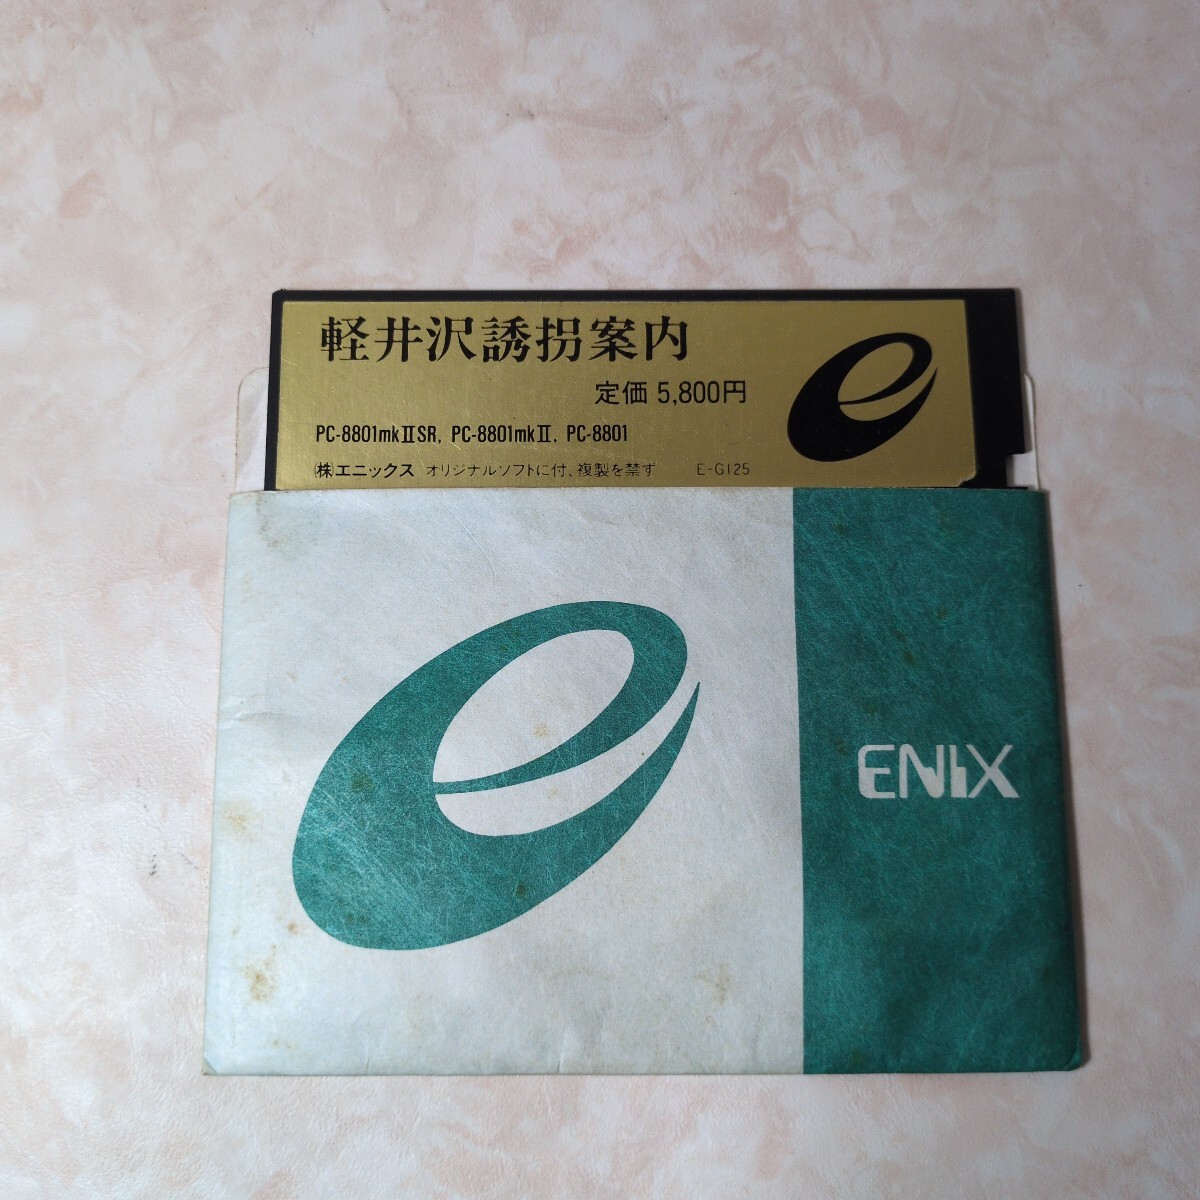 軽井沢誘拐案内
定価 5,800円
PC-8801mkⅡSR, PC-8801mkⅡ, PC-8801
(株)エニックス オリジナルソフトに付、複製を禁ず E-G125
ENIX